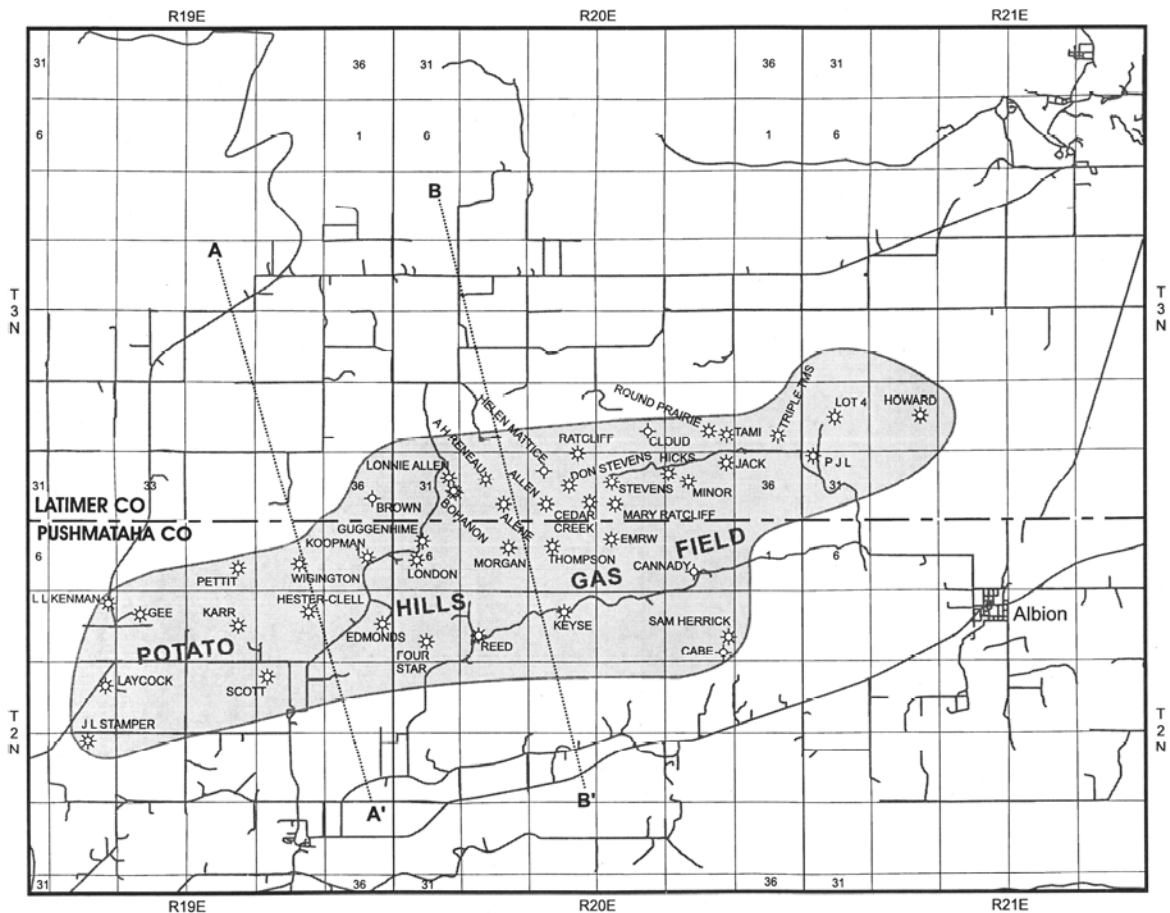 R19E R20E R21E
31 36 31 36 31
6 1 6 1 6
B
A
T
3
N
T
3
N
ROUND PRAIRIE
TRIPLE TMS
LOT 4
HOWARD
HELEN MATTICE
A H RENEAU
RATCLIFF
CLOUD
TAMI
LONNIE ALLEN
DON STEVENS
HICKS
JACK
P J L
31 33 36 31
ALLEN
STEVENS
MINOR
36 31
BROWN
BOHANON
ALENE
CEDAR
CREEK
MARY RATCLIFF
LATIMER CO
PUSHMATAHA CO
GUGGENHIME
EMRW
FIELD
6
KOOPMAN
6
1 6
PETTIT
WIGINGTON
LONDON
MORGAN
THOMPSON
GAS
CANNADY
L L KENMAN
GEE
KARR
HESTER-CLELL
HILLS
KEYSE
SAM HERRICK
Albion
POTATO
EDMONDS
FOUR
STAR
REED
CABE
LAYCOCK
SCOTT
J L STAMPER
T
2
N
T
2
N
A'
B'
31 36 31 36 31
R19E R20E R21E